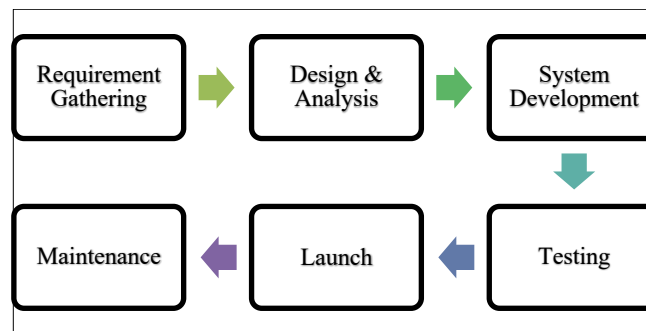 Requirement
Gathering
Design &
Analysis
System
Development
Testing
Launch
Maintenance